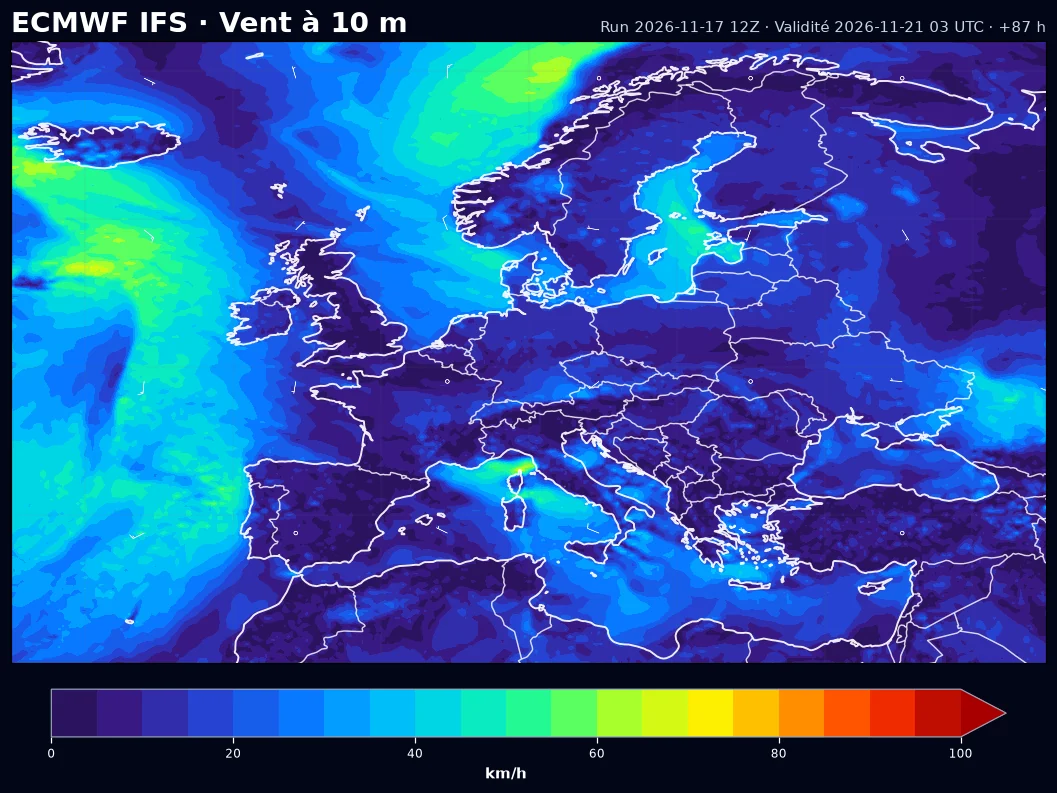 ECMWF IFS · Vent à 10 m
Run 2026-11-17 12Z · Validité 2026-11-21 03 UTC · +87 h
0 20 40 60 80 100
km/h